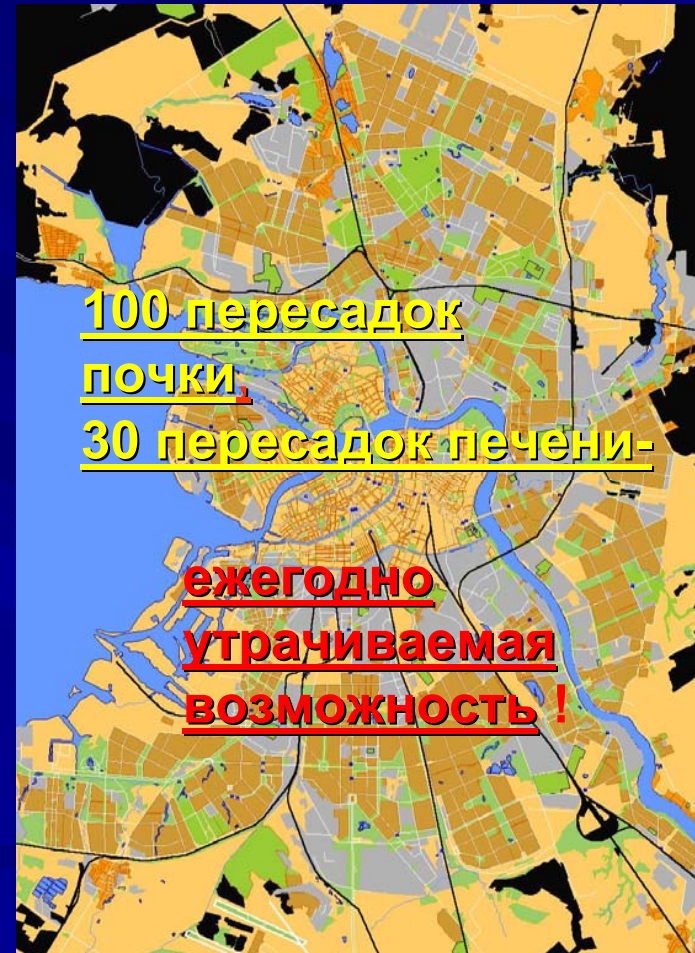 100 пересадок
почки,
30 пересадок печени-
ежегодно
утрачиваемая
возможность !